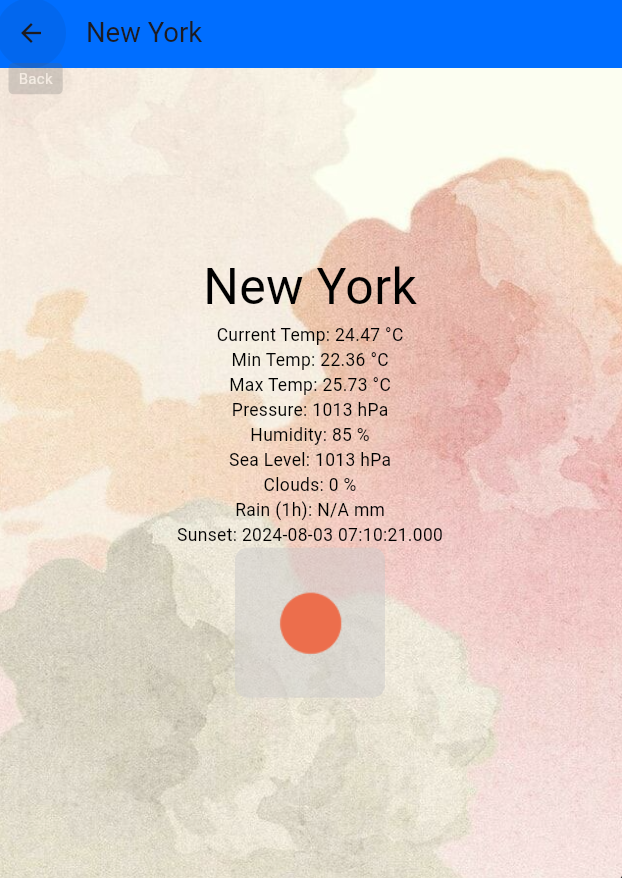 New York
Back
New York
Current Temp: 24.47 °C
Min Temp: 22.36 °C
Max Temp: 25.73 °C
Pressure: 1013 hPa
Humidity: 85 %
Sea Level: 1013 hPa
Clouds: 0 %
Rain (1h): N/A mm
Sunset: 2024-08-03 07:10:21.000